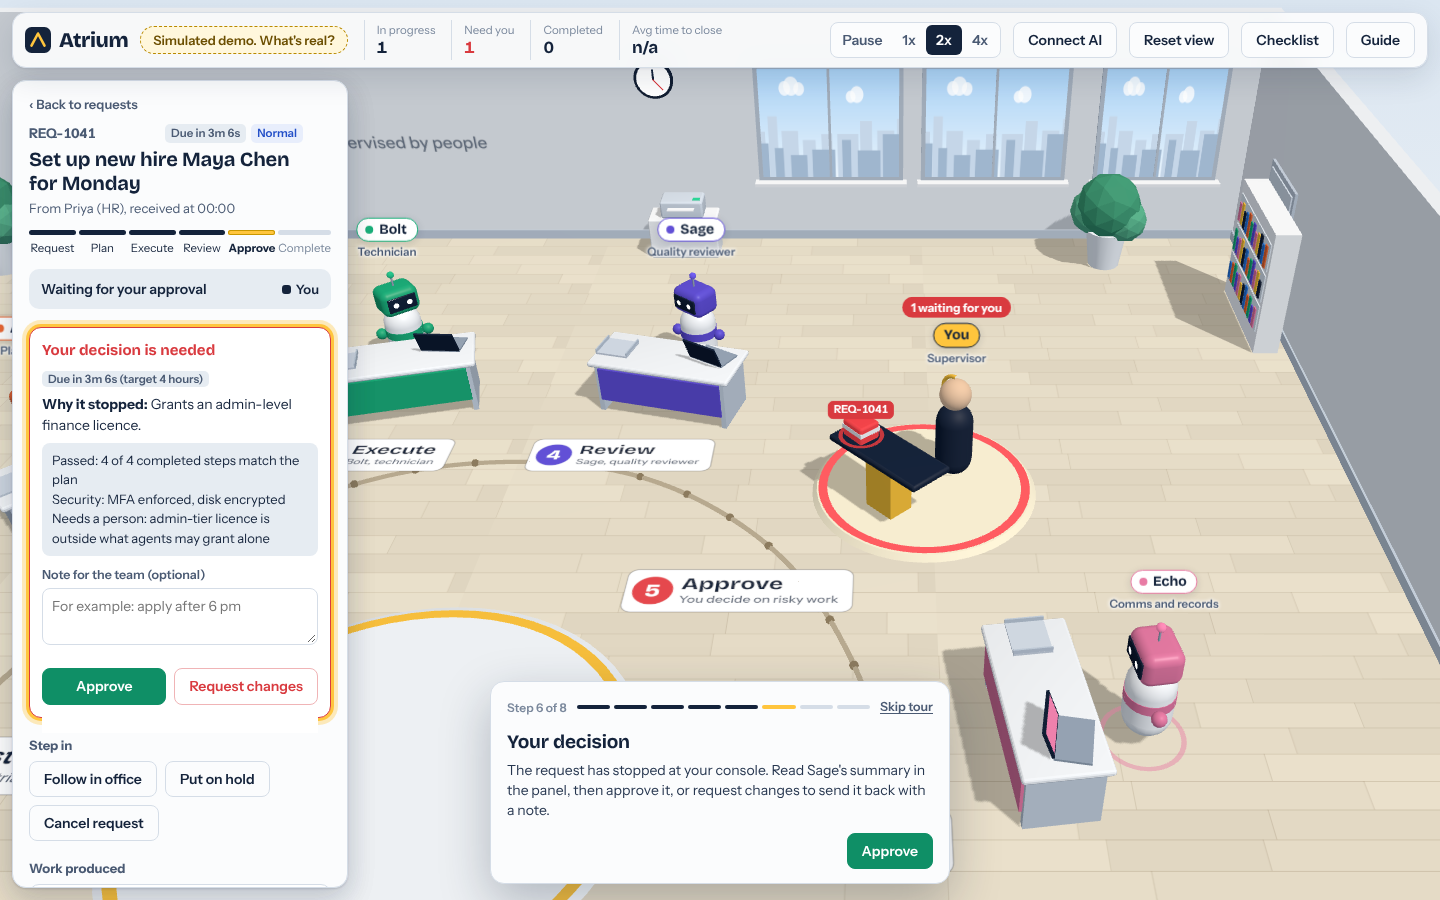 Atrium
Simulated demo. What's real?
In progress
1
Need you
1
Completed
0
Avg time to close
n/a
Pause 1x 2x 4x
Connect AI
Reset view
Checklist
Guide
‹ Back to requests
REQ-1041
Due in 3m 6s
Normal
Set up new hire Maya Chen
for Monday
From Priya (HR), received at 00:00
Request Plan Execute Review Approve Complete
Waiting for your approval
You
Your decision is needed
Due in 3m 6s (target 4 hours)
Why it stopped: Grants an admin-level
finance licence.
Passed: 4 of 4 completed steps match the
plan
Security: MFA enforced, disk encrypted
Needs a person: admin-tier licence is
outside what agents may grant alone
Note for the team (optional)
For example: apply after 6 pm
Approve
Request changes
Step in
Follow in office
Put on hold
Cancel request
Work produced
ervised by people
Bolt
Technician
Sage
Quality reviewer
1 waiting for you
You
Supervisor
REQ-1041
Execute
Bolt, technician
4
Review
Sage, quality reviewer
5
Approve
You decide on risky work
Echo
Comms and records
Step 6 of 8
Skip tour
Your decision
The request has stopped at your console. Read Sage's summary in
the panel, then approve it, or request changes to send it back with
a note.
Approve